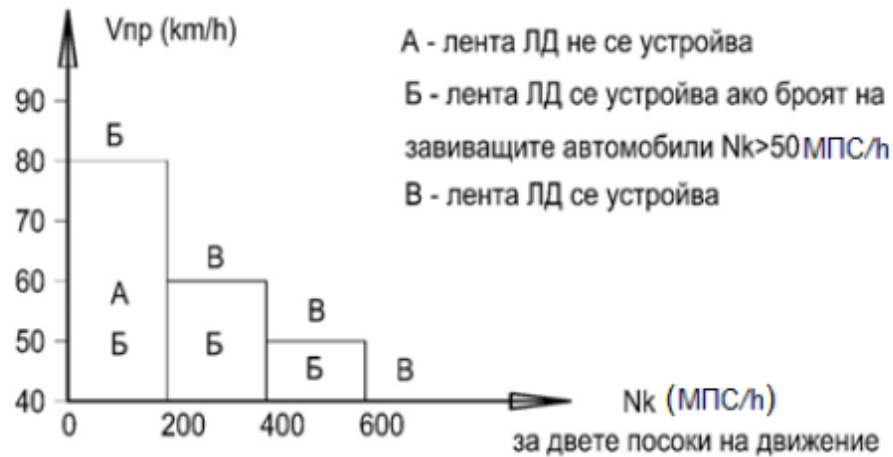 Vпр (km/h)
А - лента ЛД не се устройва
Б - лента ЛД се устройва ако броят на
завиващите автомобили Nk>50 МПС/h
В - лента ЛД се устройва
90
80
70
60
50
40
Б
А
Б
В
Б
В
Б
В
0
200
400
600
Nk (МПС/h)
за двете посоки на движение